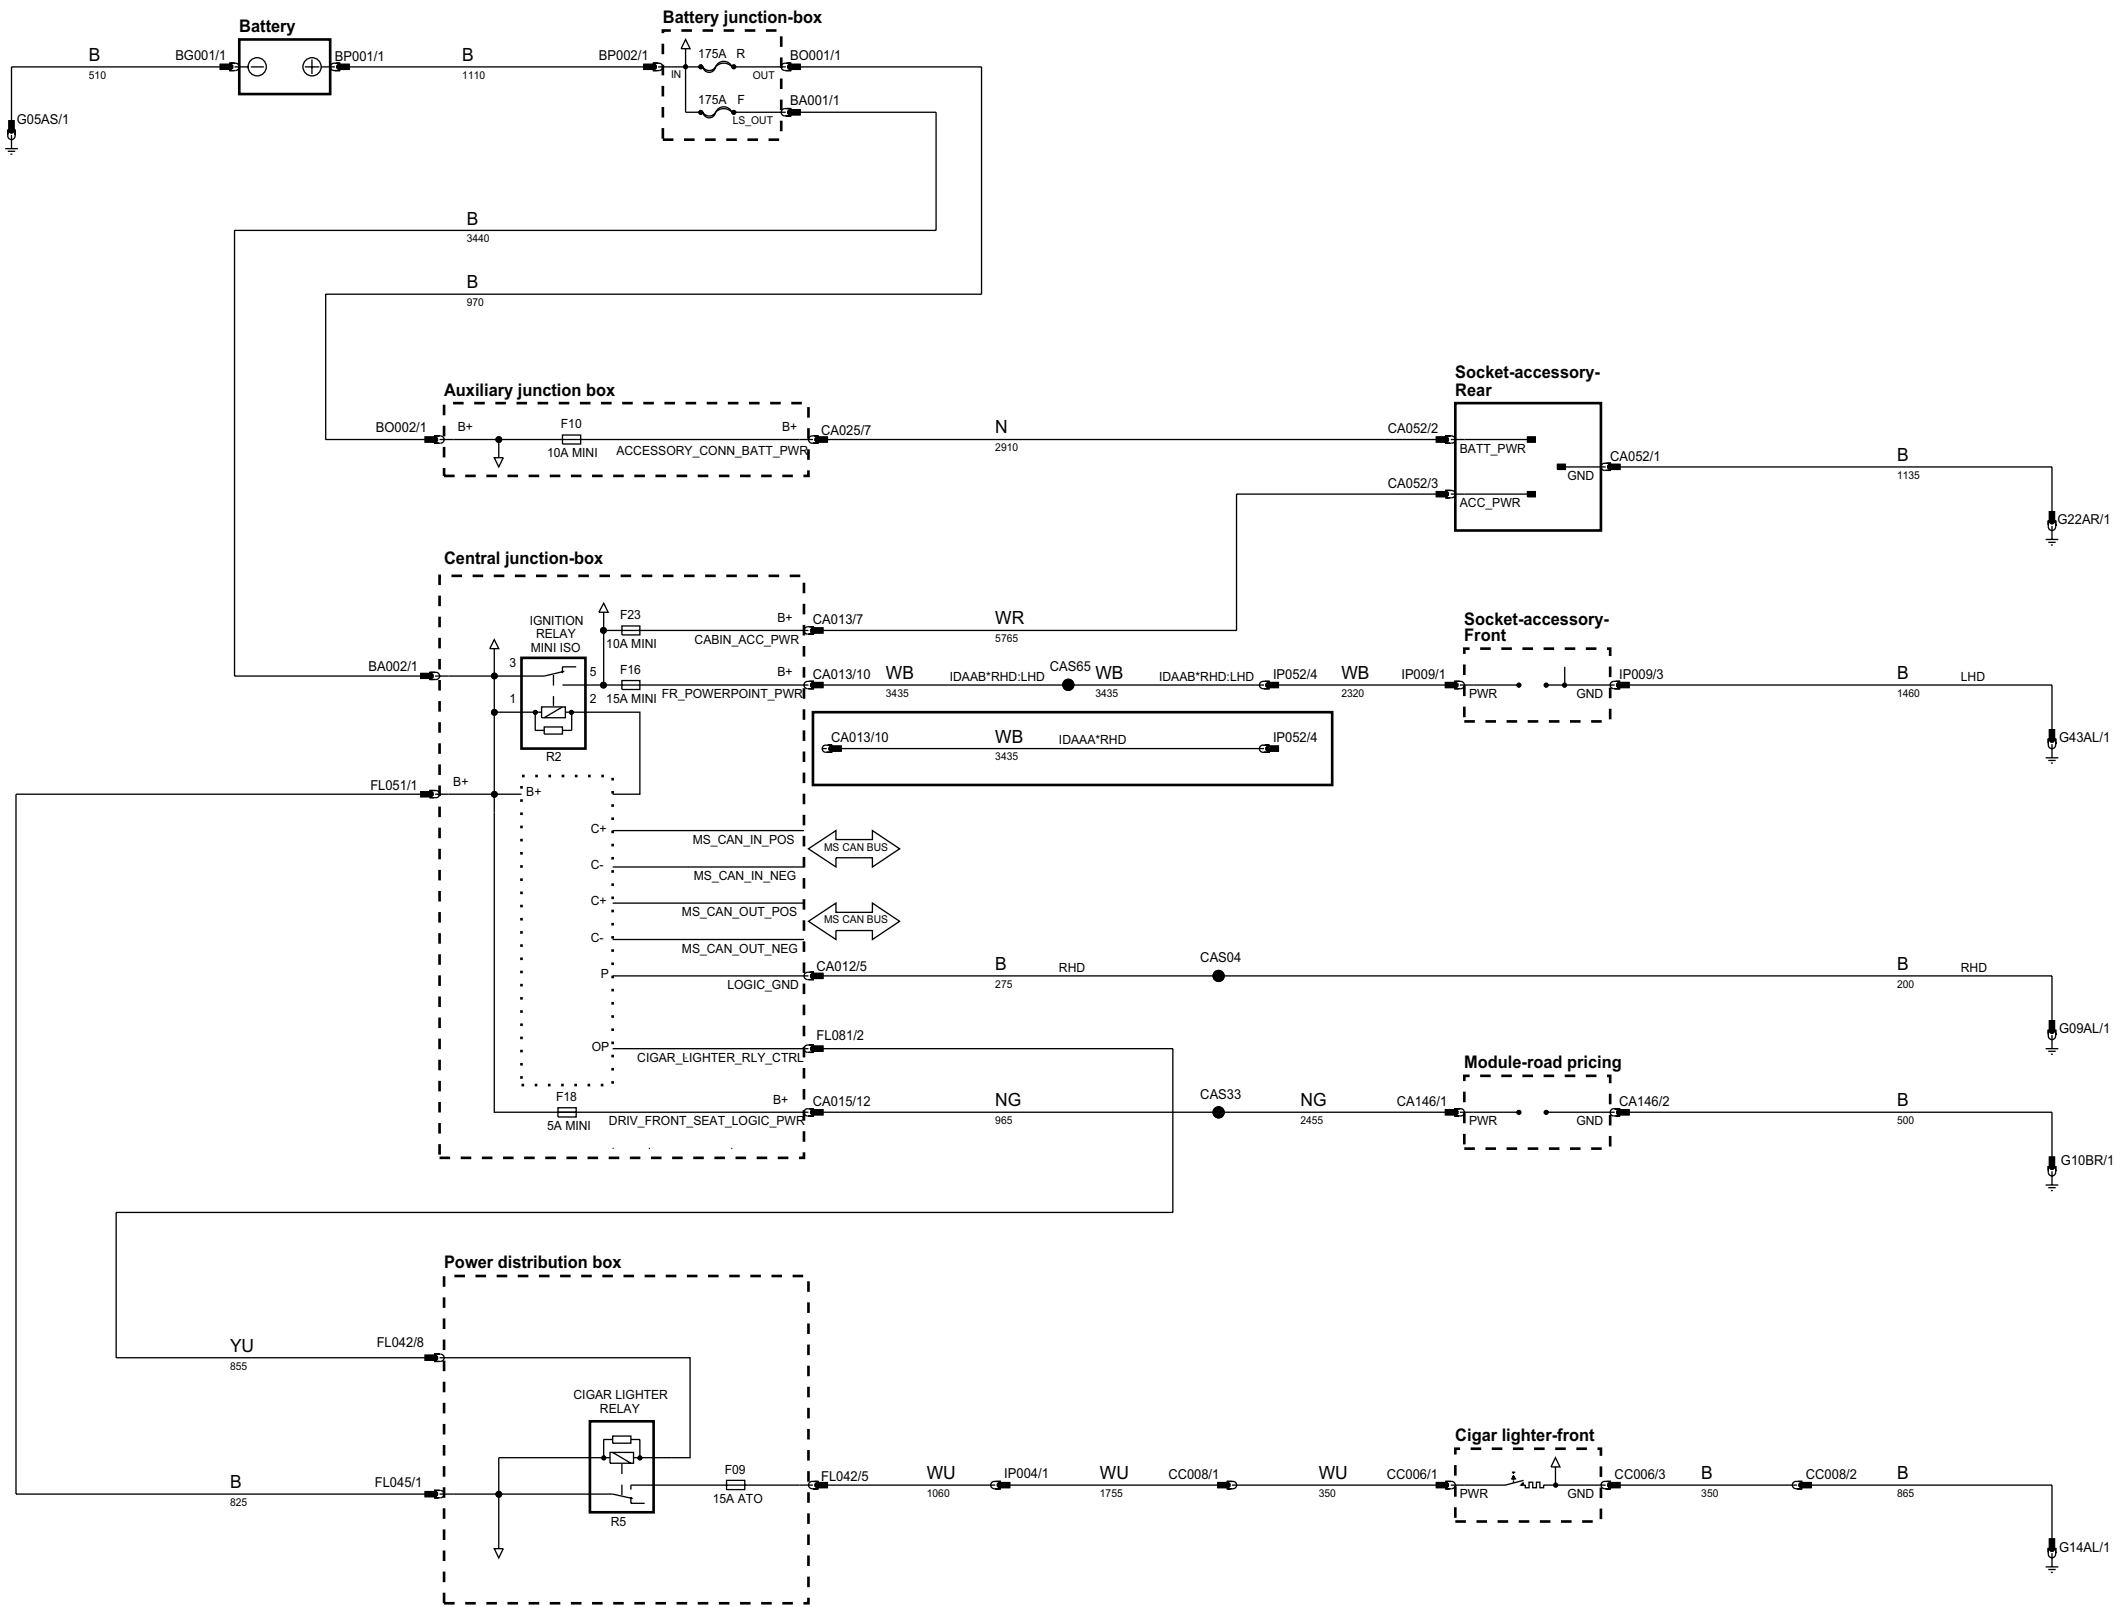 Battery
Battery junction-box
B
510
BG001/1
BP001/1
B
1110
BP002/1
IN
175A R
OUT
BO001/1
175A F
LS_OUT
BA001/1
G05AS/1
B
3440
B
970
Auxiliary junction box
BO002/1
B+
F10
10A MINI
B+
ACCESSORY_CONN_BATT_PWR
CA025/7
N
2910
CA052/2
Socket-accessory-
Rear
BATT_PWR
GND
CA052/1
B
1135
CA052/3
ACC_PWR
G22AR/1
Central junction-box
IGNITION
RELAY
MINI ISO
F23
10A MINI
B+
CABIN_ACC_PWR
CA013/7
WR
5765
BA002/1
3
5
1
2
R2
F16
15A MINI
B+
FR_POWERPOINT_PWR
CA013/10
WB
3435
IDAAB*RHD:LHD
CAS65
WB
3435
IDAAB*RHD:LHD
IP052/4
WB
2320
IP009/1
Socket-accessory-
Front
PWR
GND
IP009/3
B
1460
LHD
G43AL/1
CA013/10
WB
3435
IDAAA*RHD
IP052/4
FL051/1
B+
B+
C+
MS_CAN_IN_POS
MS CAN BUS
C-
MS_CAN_IN_NEG
C+
MS_CAN_OUT_POS
MS CAN BUS
C-
MS_CAN_OUT_NEG
P
LOGIC_GND
CA012/5
B
275
RHD
CAS04
B
200
RHD
G09AL/1
OP
CIGAR_LIGHTER_RLY_CTRL
FL081/2
F18
5A MINI
B+
DRIV_FRONT_SEAT_LOGIC_PWR
CA015/12
NG
965
CAS33
NG
2455
CA146/1
Module-road pricing
PWR
GND
CA146/2
B
500
G10BR/1
Power distribution box
YU
855
FL042/8
CIGAR LIGHTER
RELAY
R5
B
825
FL045/1
F09
15A ATO
FL042/5
WU
1060
IP004/1
WU
1755
CC008/1
WU
350
CC006/1
Cigar lighter-front
PWR
GND
CC006/3
B
350
CC008/2
B
865
G14AL/1